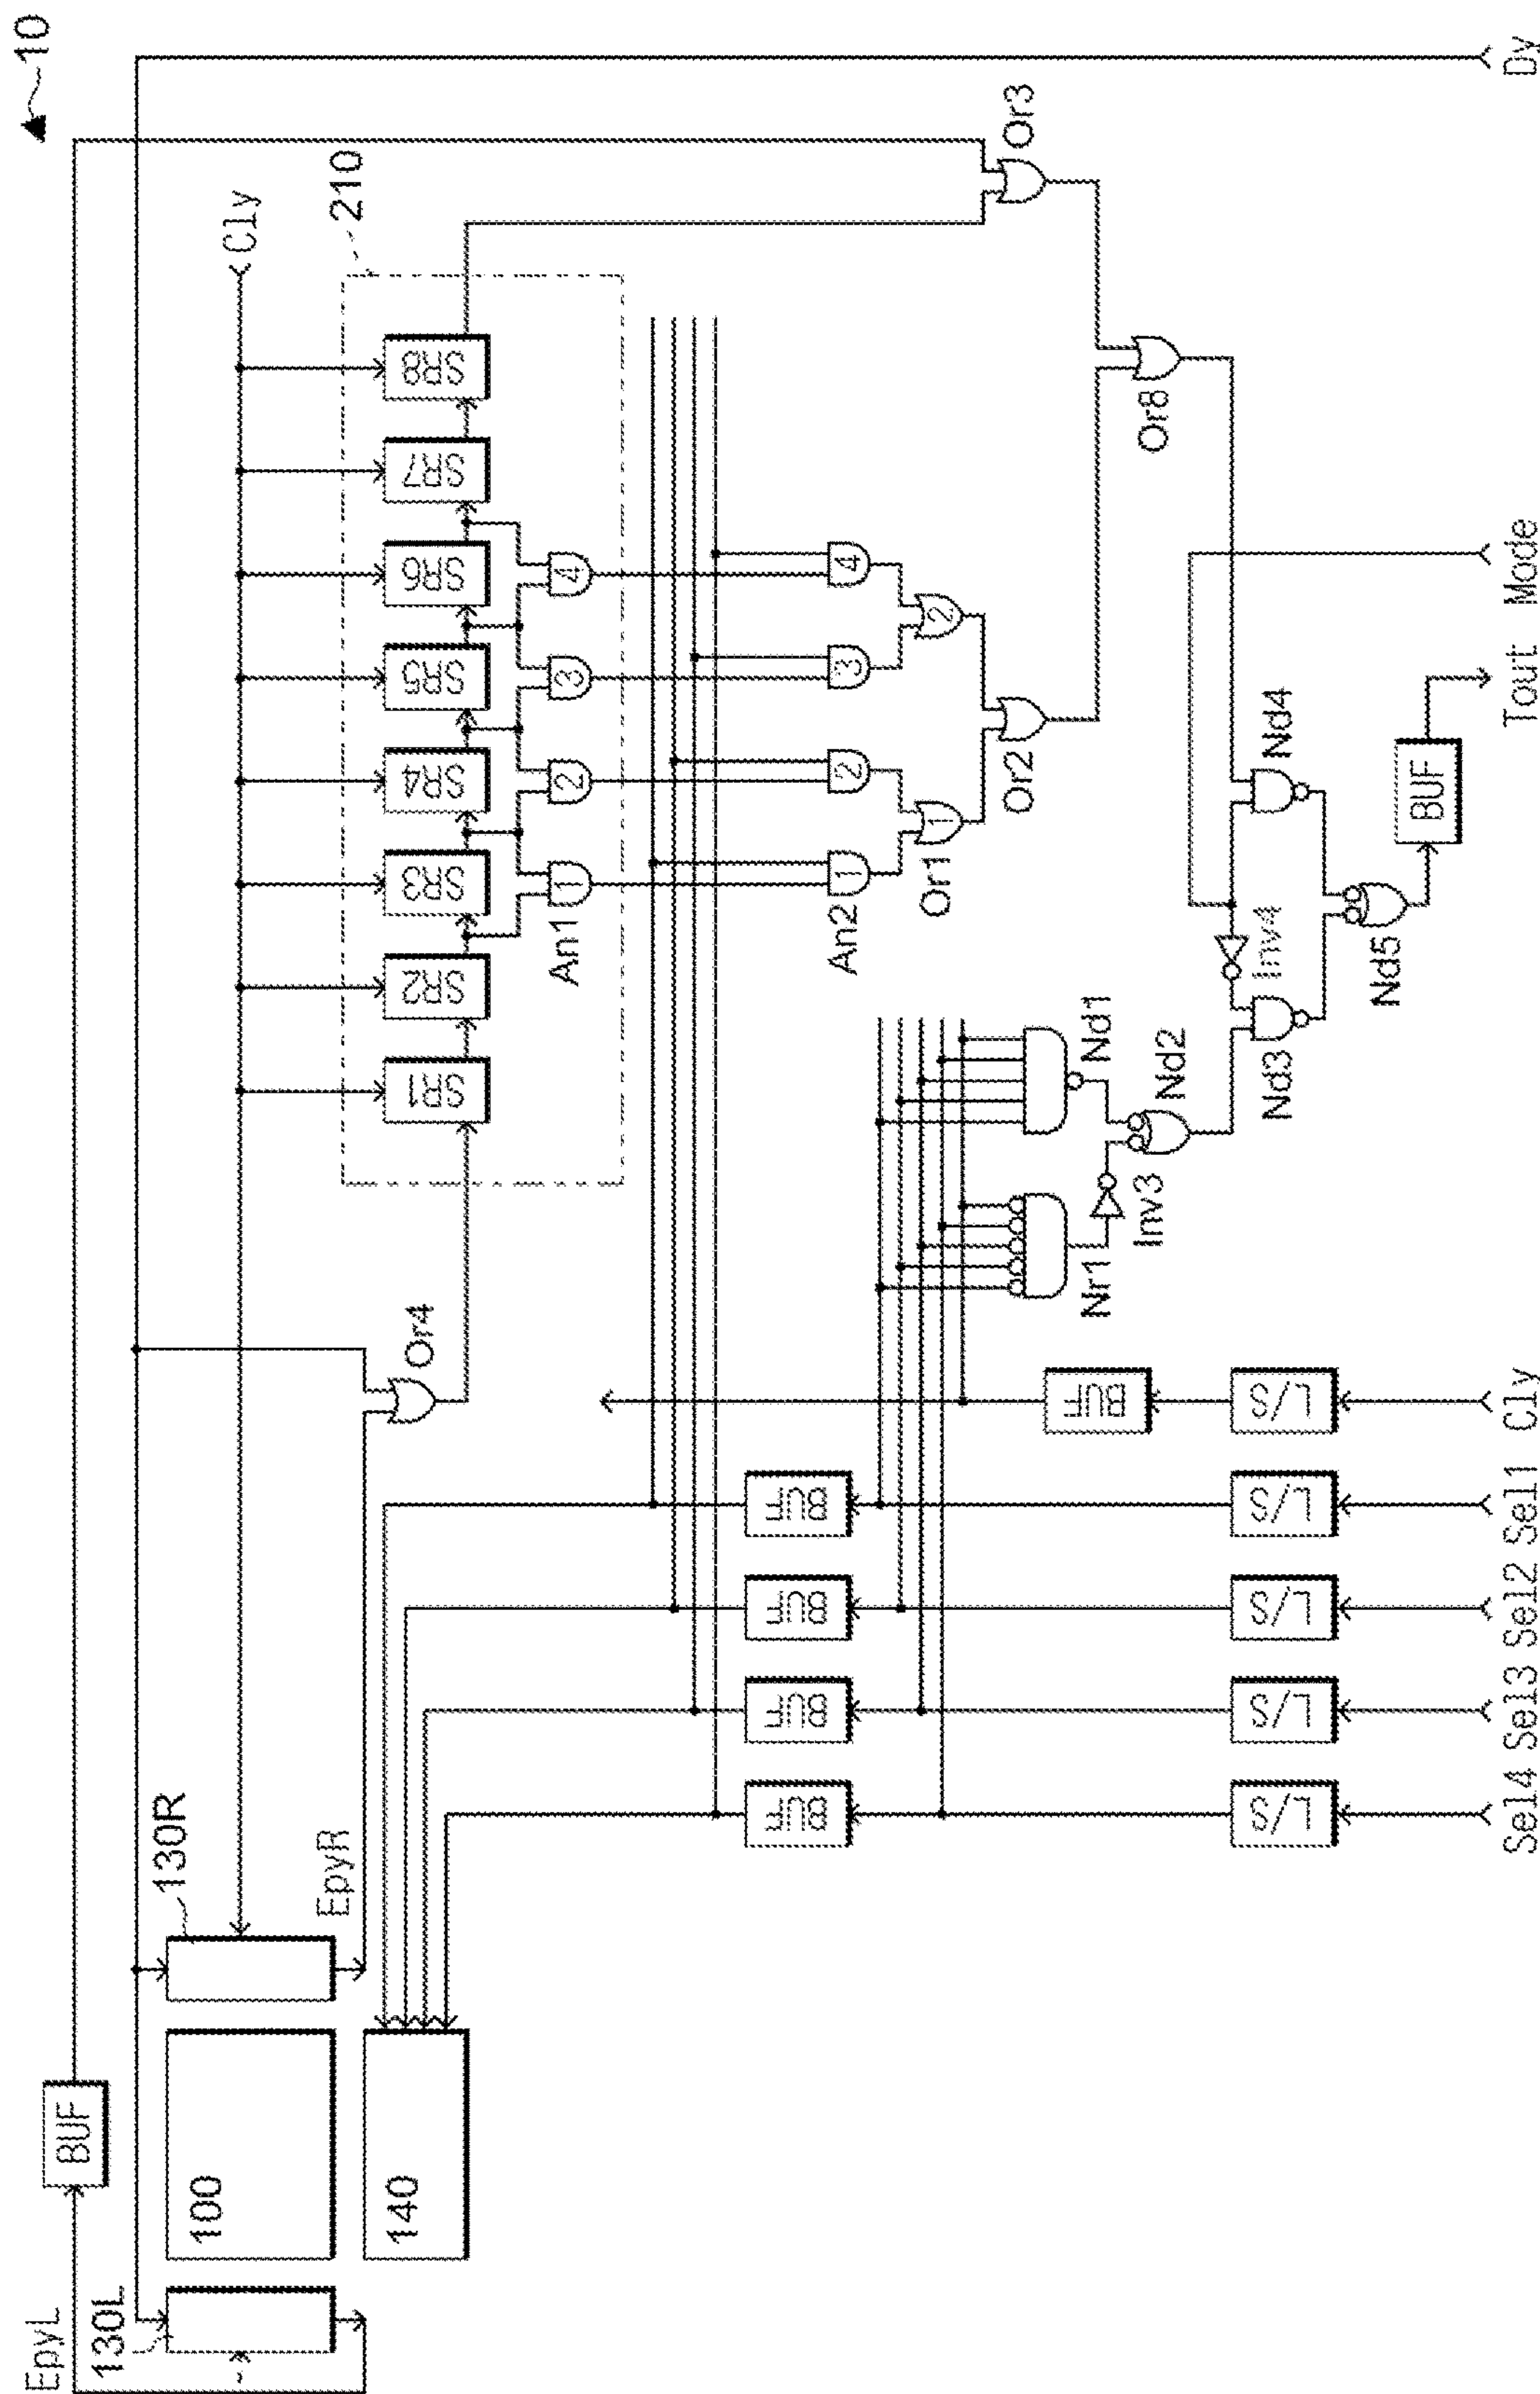 10
EpyL
130L
BUF
100
140
130R
EpyR
Cly
210
Or4
SR1
SR2
SR3
SR4
SR5
SR6
SR7
SR8
An1
1
2
3
4
An2
1
2
3
4
Or1
1
2
Or2
Or3
Or8
BUF
BUF
BUF
BUF
BUF
Nr1
Inv3
Nd1
Nd2
Nd3
Inv4
Nd4
Nd5
BUF
L/S
L/S
L/S
L/S
L/S
Sel4
Sel3
Sel2
Sel1
Cly
Tout
Mode
Dy